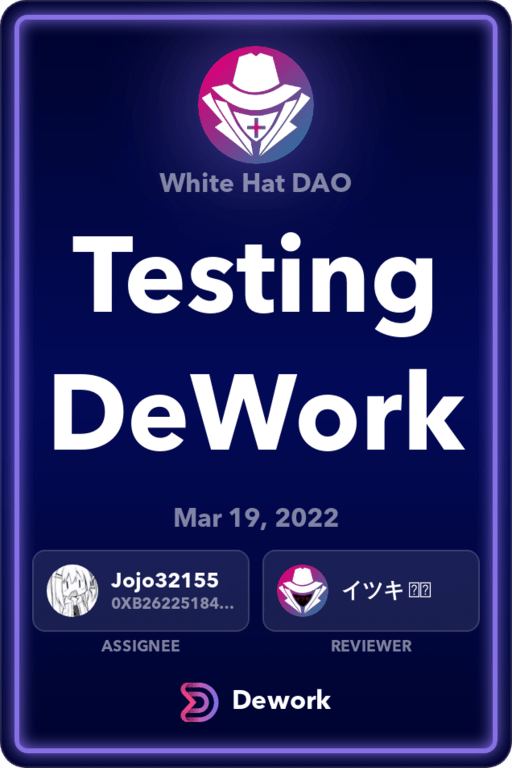 White Hat DAO
Testing
DeWork
Mar 19, 2022
Jojo32155
0XB26225184...
イツキ
ASSIGNEE
REVIEWER
Dework